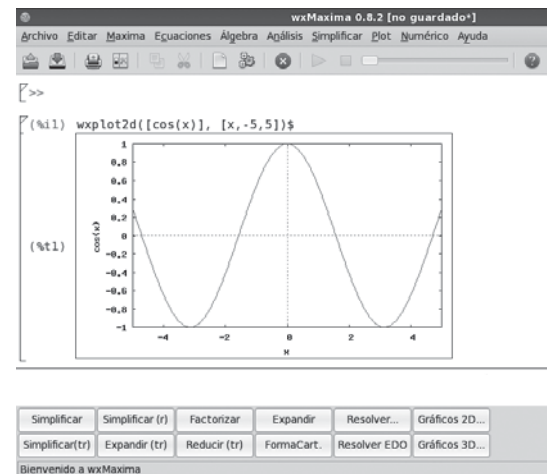 wxMaxima 0.8.2 [no guardado*]
Archivo Editar Maxima Ecuaciones Álgebra Análisis Simplificar Plot Numérico Ayuda
>>
(%i1) wxplot2d([cos(x)], [x,-5,5])$
(%t1)
cos(x)
1
0.8
0.6
0.4
0.2
0
-0.2
-0.4
-0.6
-0.8
-1
-4 -2 0 2 4
x
Simplificar Simplificar (r) Factorizar Expandir Resolver... Gráficos 2D...
Simplificar(tr) Expandir (tr) Reducir (tr) FormaCart. Resolver EDO Gráficos 3D...
Bienvenido a wxMaxima